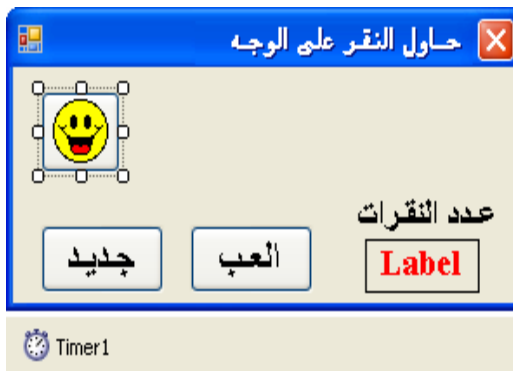 حاول النقر على الوجه
عدد النقرات
Label
العب
جديد
Timer1